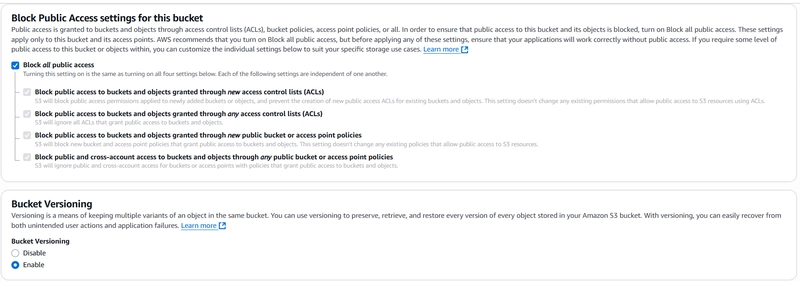 Block Public Access settings for this bucket
Public access is granted to buckets and objects through access control lists (ACLs), bucket policies, access point policies, or all. In order to ensure that public access to this bucket and its objects is blocked, turn on Block all public access. These settings
apply only to this bucket and its access points. AWS recommends that you turn on Block all public access, but before applying any of these settings, ensure that your applications will work correctly without public access. If you require some level of
public access to this bucket or objects within, you can customize the individual settings below to suit your specific storage use cases. Learn more
Block all public access
Turning this setting on is the same as turning on all four settings below. Each of the following settings are independent of one another.
Block public access to buckets and objects granted through new access control lists (ACLs)
S3 will block public access permissions applied to newly added buckets or objects, and prevent the creation of new public access ACLs for existing buckets and objects. This setting doesn't change any existing permissions that allow public access to S3 resources using ACLs.
Block public access to buckets and objects granted through any access control lists (ACLs)
S3 will ignore all ACLs that grant public access to buckets and objects.
Block public access to buckets and objects granted through new public bucket or access point policies
S3 will block new bucket and access point policies that grant public access to buckets and objects. This setting doesn't change any existing policies that allow public access to S3 resources.
Block public and cross-account access to buckets and objects through any public bucket or access point policies
S3 will ignore public and cross-account access for buckets or access points with policies that grant public access to buckets and objects.
Bucket Versioning
Versioning is a means of keeping multiple variants of an object in the same bucket. You can use versioning to preserve, retrieve, and restore every version of every object stored in your Amazon S3 bucket. With versioning, you can easily recover from
both unintended user actions and application failures. Learn more
Bucket Versioning
Disable
Enable